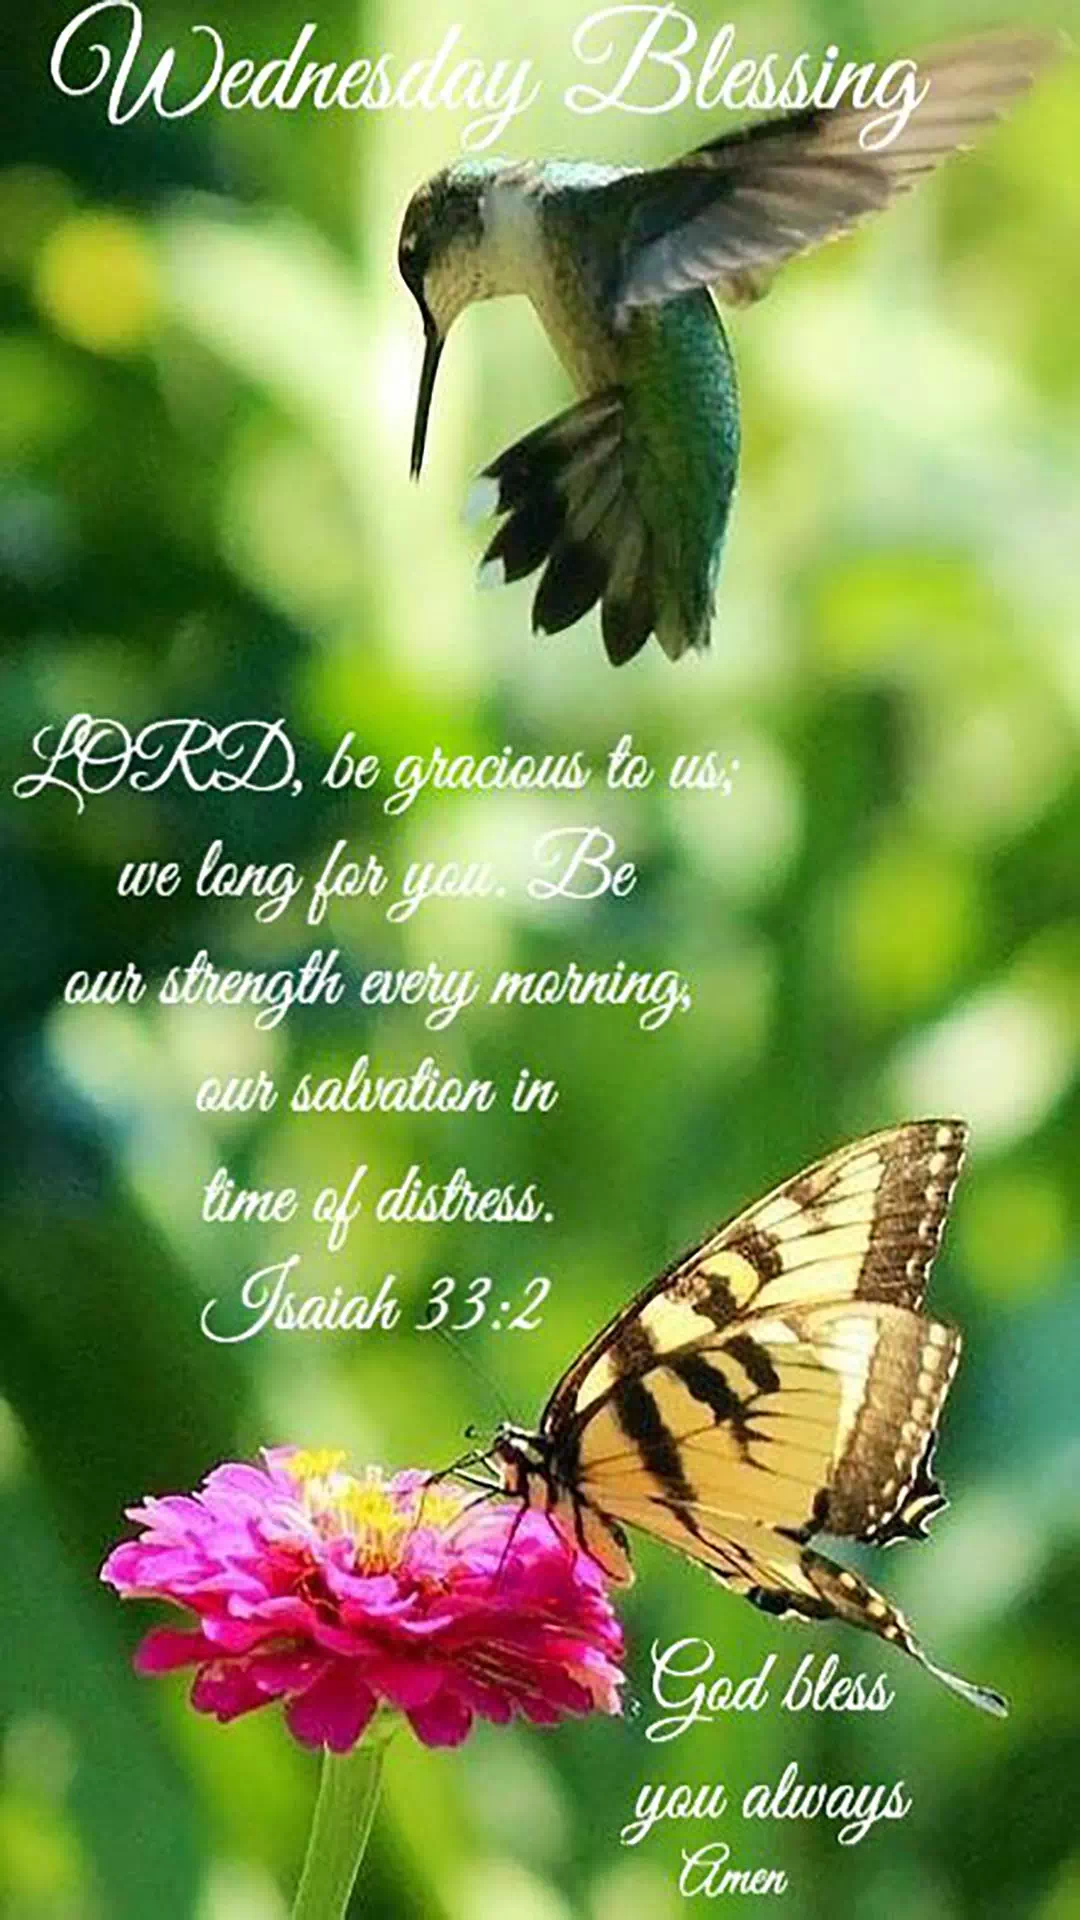 Wednesday Blessing
LORD, be gracious to us;
we long for you. Be
our strength every morning,
our salvation in
time of distress.
Isaiah 33:2
God bless
you always
Amen